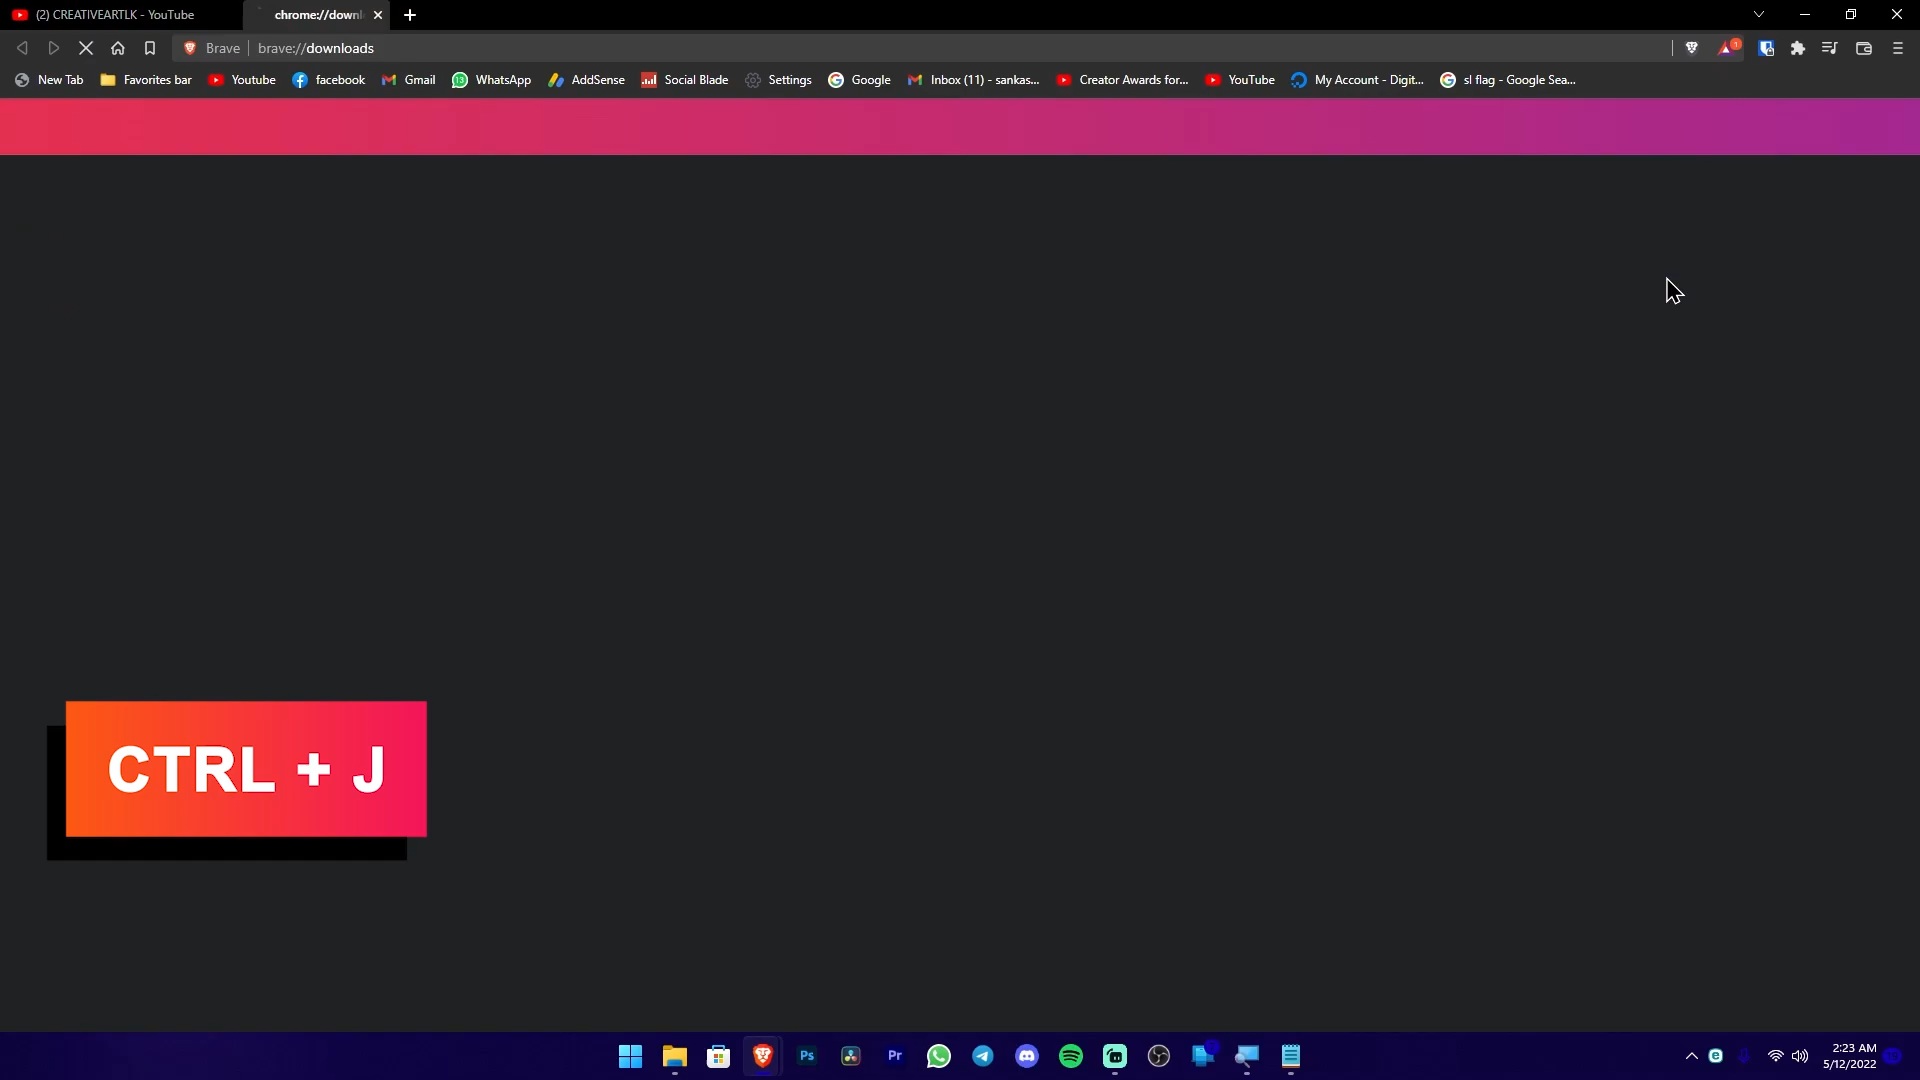 (2) CREATIVEARTLK - YouTube
chrome://downl
Brave
brave://downloads
1
New Tab
Favorites bar
Youtube
facebook
Gmail
13
WhatsApp
AddSense
Social Blade
Settings
Google
Inbox (11) - sankas...
Creator Awards for...
YouTube
My Account - Digit...
sl flag - Google Sea...
CTRL + J
Ps
Pr
2:23 AM
5/12/2022